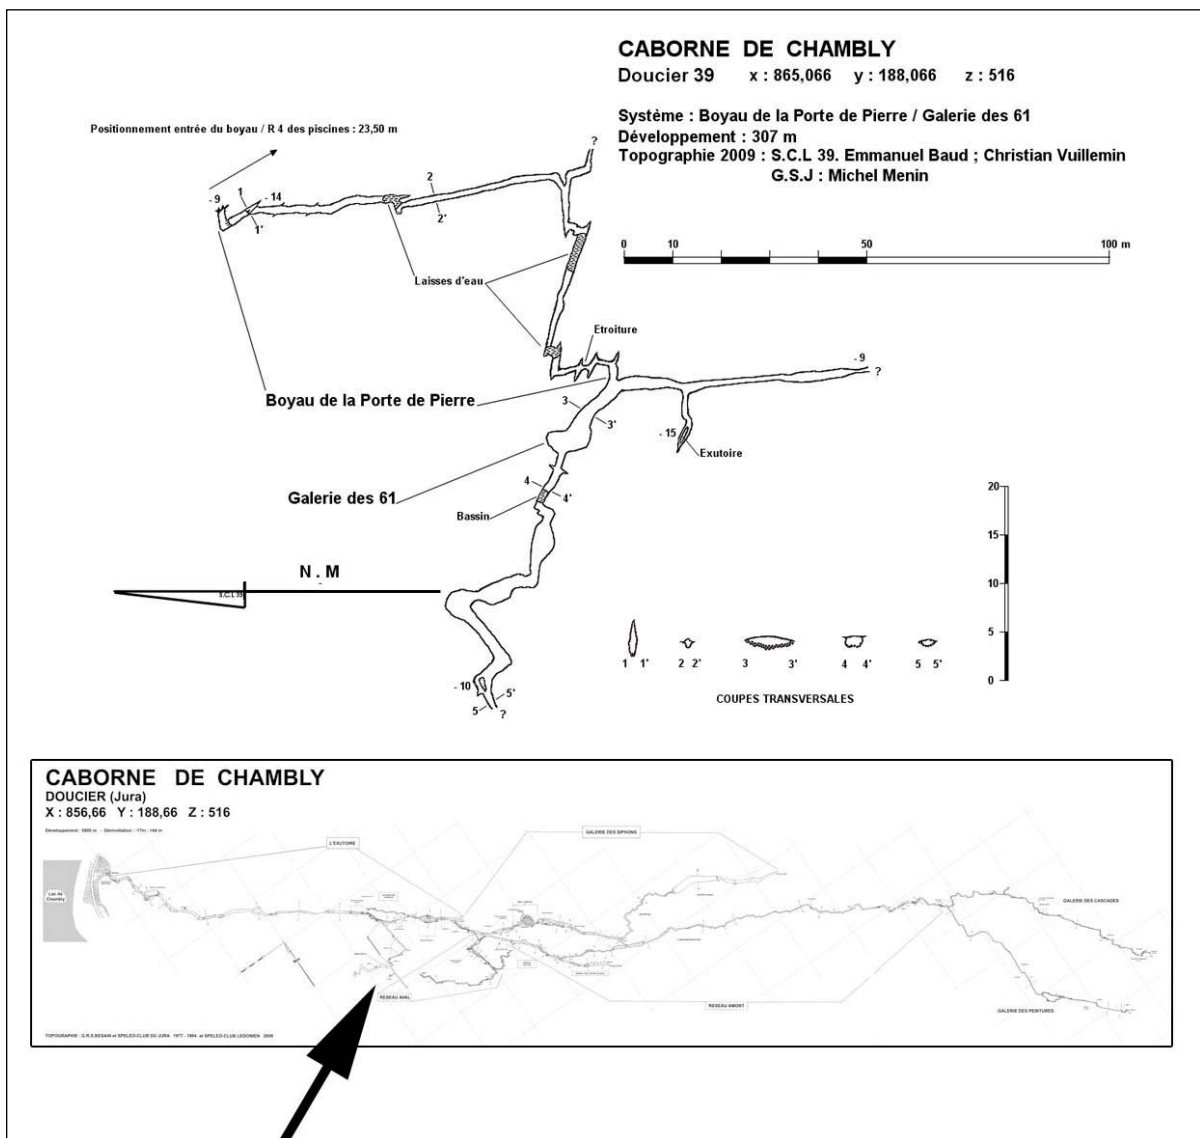 CABORNE DE CHAMBLY
Doucier 39 x : 865,066 y : 188,066 z : 516
Système : Boyau de la Porte de Pierre / Galerie des 61
Développement : 307 m
Topographie 2009 : S.C.L 39. Emmanuel Baud ; Christian Vuillemin
G.S.J : Michel Menin
Positionnement entrée du boyau / R 4 des piscines : 23,50 m
?
- 9
1
- 14
1'
2
2'
0 10 50 100 m
Laisses d'eau
Etroiture
- 9
?
Boyau de la Porte de Pierre
3
3'
- 15
Exutoire
Galerie des 61
4
4'
Bassin
20
15
10
5
0
N . M
S.C.L 39
1 1' 2 2' 3 3' 4 4' 5 5'
COUPES TRANSVERSALES
- 10
5'
5
?
CABORNE DE CHAMBLY
DOUCIER (Jura)
X : 856,66 Y : 188,66 Z : 516
GALERIE DES SIPHONS
L'EXUTOIRE
Lac de
Chambly
GALERIE DES CASCADES
RESEAU AVAL
RESEAU AMONT
GALERIE DES PEINTURES